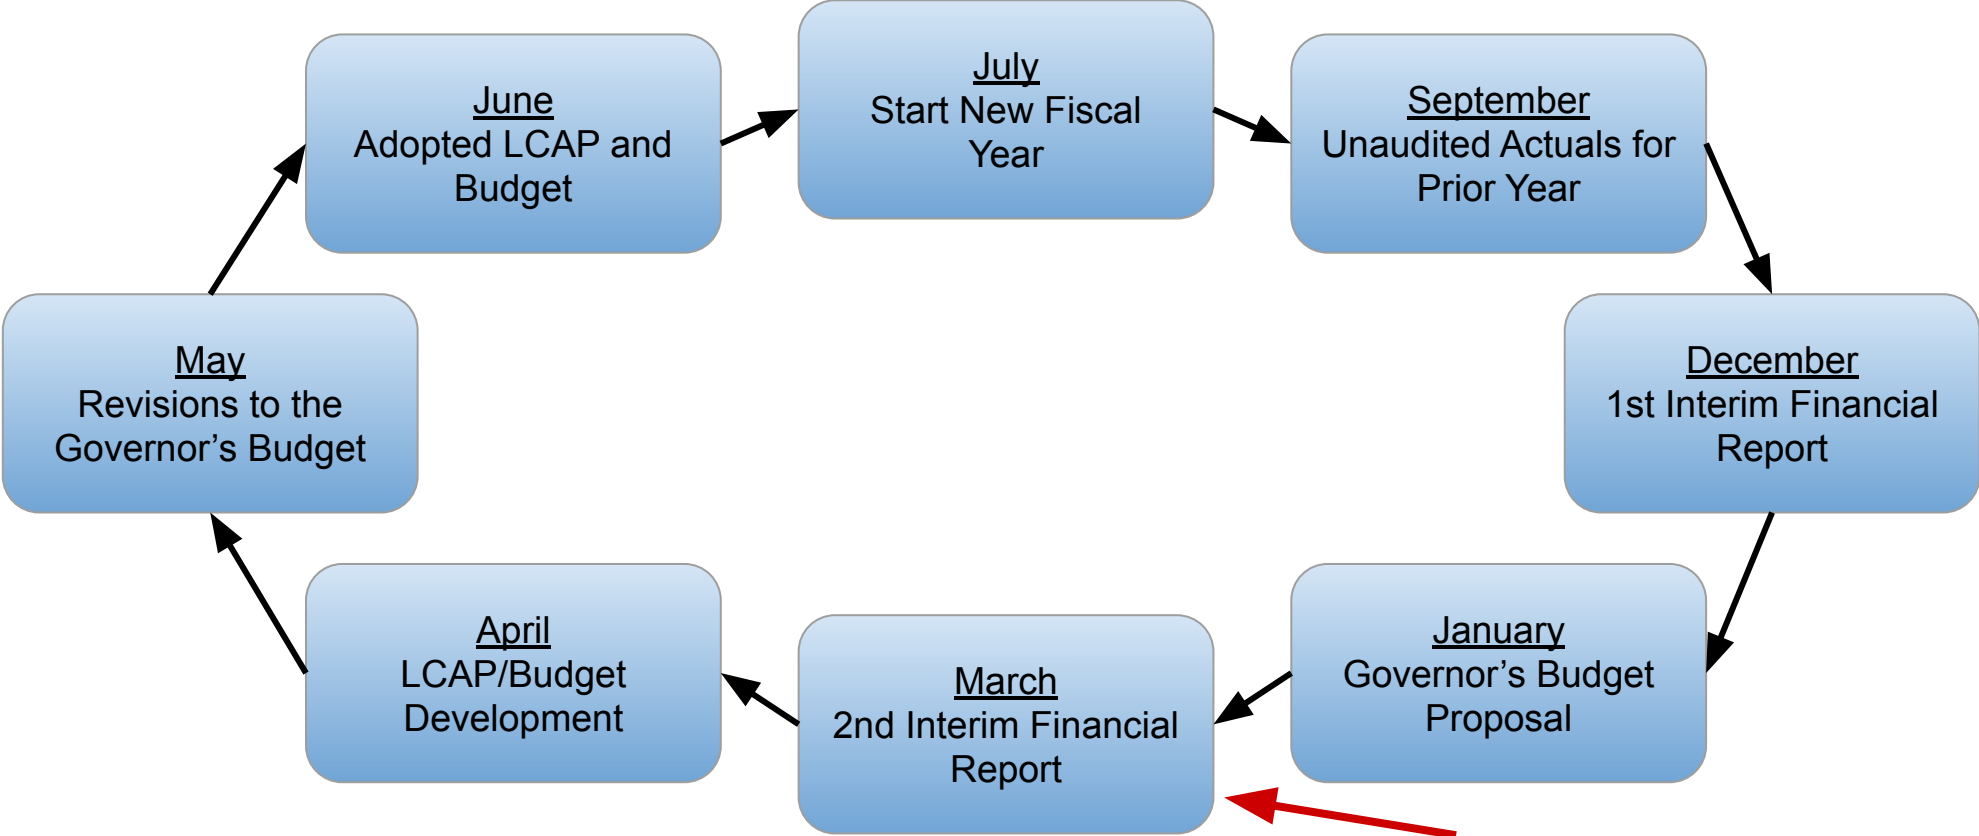 July
Start New Fiscal
Year
June
Adopted LCAP and
Budget
September
Unaudited Actuals for
Prior Year
May
Revisions to the
Governor’s Budget
December
1st Interim Financial
Report
April
LCAP/Budget
Development
January
Governor’s Budget
Proposal
March
2nd Interim Financial
Report